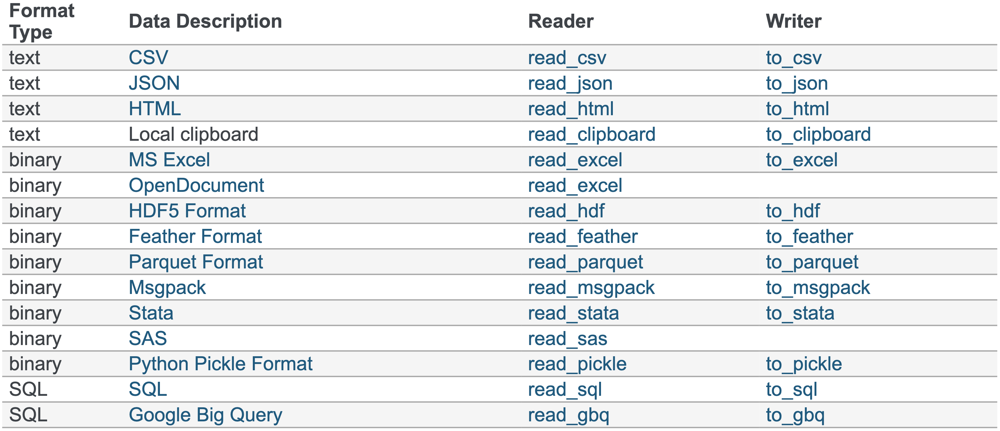 Format Type Data Description Reader Writer
text CSV read_csv to_csv
text JSON read_json to_json
text HTML read_html to_html
text Local clipboard read_clipboard to_clipboard
binary MS Excel read_excel to_excel
binary OpenDocument read_excel
binary HDF5 Format read_hdf to_hdf
binary Feather Format read_feather to_feather
binary Parquet Format read_parquet to_parquet
binary Msgpack read_msgpack to_msgpack
binary Stata read_stata to_stata
binary SAS read_sas
binary Python Pickle Format read_pickle to_pickle
SQL SQL read_sql to_sql
SQL Google Big Query read_gbq to_gbq